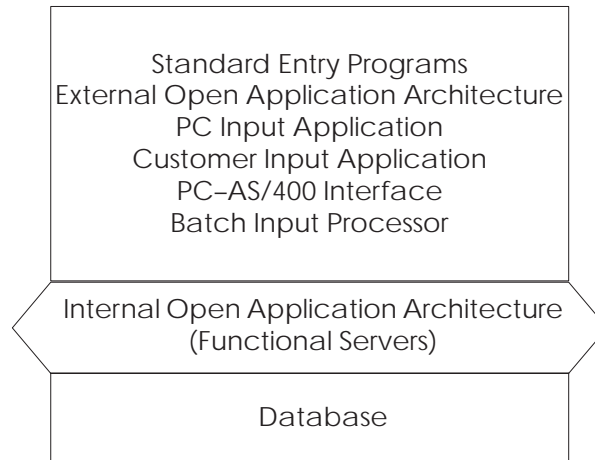 Standard Entry Programs
External Open Application Architecture
PC Input Application
Customer Input Application
PC–AS/400 Interface
Batch Input Processor
Internal Open Application Architecture
(Functional Servers)
Database